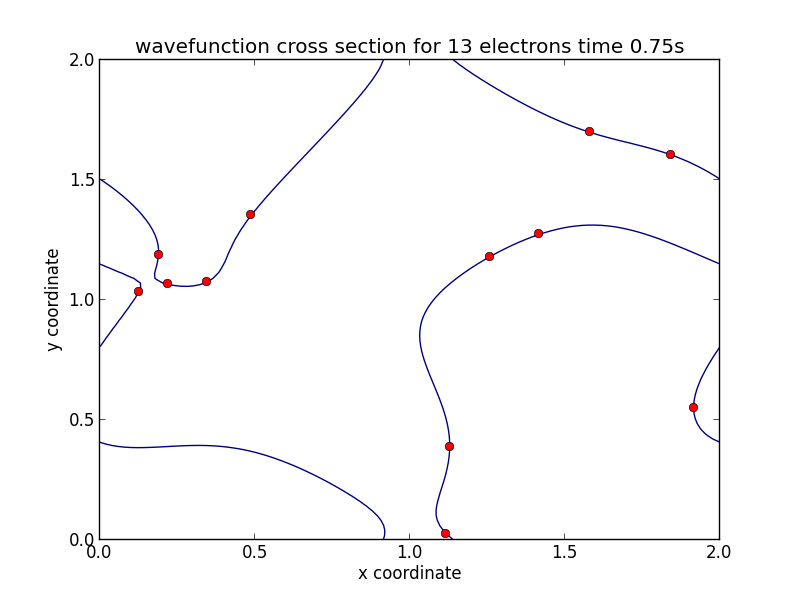 wavefunction cross section for 13 electrons time 0.75s
2.0
1.5
1.0
0.5
0.0
y coordinate
0.0 0.5 1.0 1.5 2.0
x coordinate